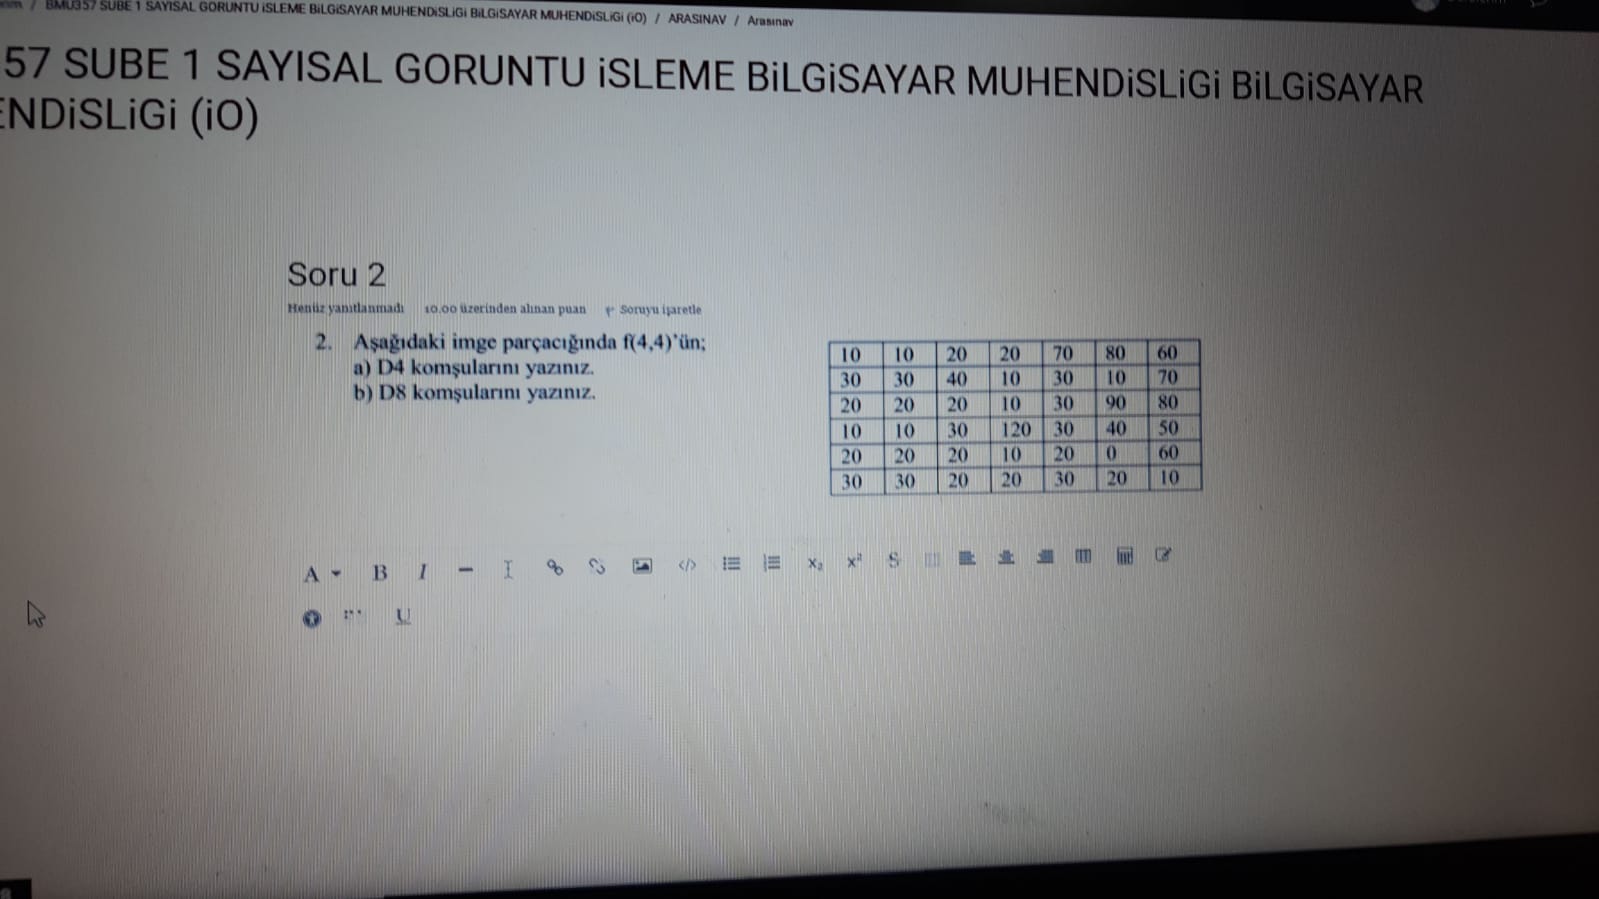 / BMU357 SUBE 1 SAYISAL GORUNTU iSLEME BiLGiSAYAR MUHENDiSLiGi BiLGiSAYAR MUHENDiSLiGi (iO) / ARASINAV / Arasınav
57 SUBE 1 SAYISAL GORUNTU iSLEME BiLGiSAYAR MUHENDiSLiGi BiLGiSAYAR
ENDiSLiGi (iO)
Soru 2
Henüz yanıtlanmadı 10.00 üzerinden alınan puan Soruyu işaretle
2. Aşağıdaki imge parçacığında f(4,4)'ün;
a) D4 komşularını yazınız.
b) D8 komşularını yazınız.
10 10 20 20 70 80 60
30 30 40 10 30 10 70
20 20 20 10 30 90 80
10 10 30 120 30 40 50
20 20 20 10 20 0 60
30 30 20 20 30 20 10
A B I </> X₂ X² S
U